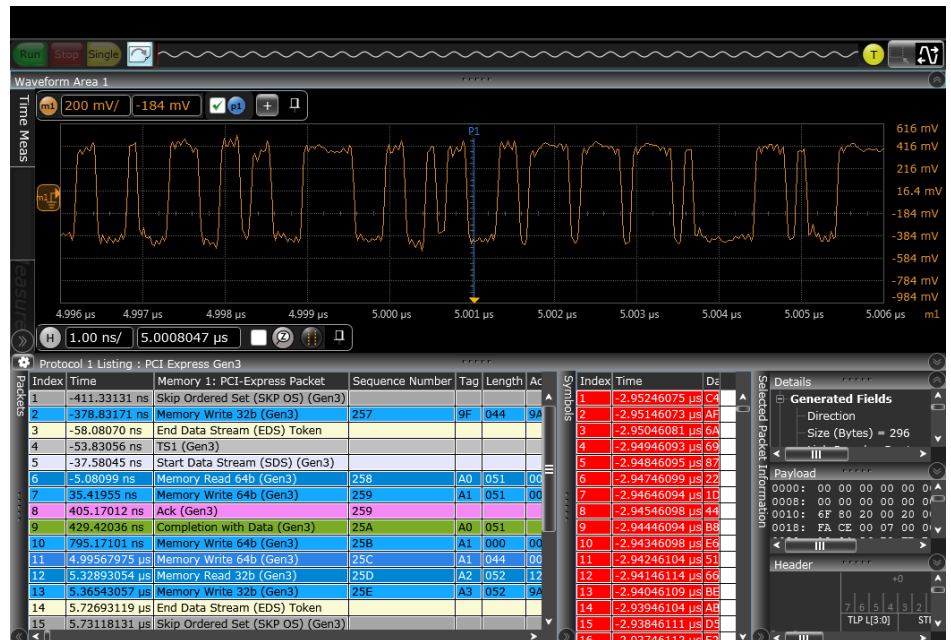 Run Stop Single T
Waveform Area 1
Time Meas
m1 200 mV/ -184 mV p1 +
P1
616 mV
416 mV
216 mV
16.4 mV
-184 mV
-384 mV
-584 mV
-784 mV
-984 mV
m1
easure
4.996 µs 4.997 µs 4.998 µs 4.999 µs 5.000 µs 5.001 µs 5.002 µs 5.003 µs 5.004 µs 5.005 µs 5.006 µs m1
H 1.00 ns/ 5.0008047 µs Z
Protocol 1 Listing : PCI Express Gen3
Packets
Index Time Memory 1: PCI-Express Packet Sequence Number Tag Length Ad
1 -411.33131 ns Skip Ordered Set (SKP OS) (Gen3)
2 -378.83171 ns Memory Write 32b (Gen3) 257 9F 044 9A
3 -58.08070 ns End Data Stream (EDS) Token
4 -53.83056 ns TS1 (Gen3)
5 -37.58045 ns Start Data Stream (SDS) (Gen3)
6 -5.08099 ns Memory Read 64b (Gen3) 258 A0 051 00
7 35.41955 ns Memory Write 64b (Gen3) 259 A1 051 00
8 405.17012 ns Ack (Gen3) 259
9 429.42036 ns Completion with Data (Gen3) 25A A0 051
10 795.17101 ns Memory Write 64b (Gen3) 25B A1 000 00
11 4.99567975 µs Memory Write 64b (Gen3) 25C A1 044 00
12 5.32893054 µs Memory Read 32b (Gen3) 25D A2 052 12
13 5.36543057 µs Memory Write 32b (Gen3) 25E A3 052 9A
14 5.72693119 µs End Data Stream (EDS) Token
15 5.73118131 µs Skip Ordered Set (SKP OS) (Gen3)
Symbols
Index Time Da
1 -2.95246075 µs C4
2 -2.95146073 µs AF
3 -2.95046081 µs 6A
4 -2.94946093 µs 69
5 -2.94846095 µs 87
6 -2.94746099 µs 22
7 -2.94646094 µs 1D
8 -2.94546098 µs 44
9 -2.94446094 µs B8
10 -2.94346098 µs E6
11 -2.94246104 µs 51
12 -2.94146114 µs 66
13 -2.94046109 µs BE
14 -2.93946104 µs AB
15 -2.93846111 µs D5
16 -2.93746112 µs F2
Selected Packet Information
Details
Generated Fields
Direction
Size (Bytes) = 296
Payload
0000: 00 00 00 00 00
0008: 00 00 00 00 00
0010: 6F 80 20 00 20
0018: FA CE 00 07 00
Header
+0
7 6 5 4 3 2
TLP L[3:0] ST